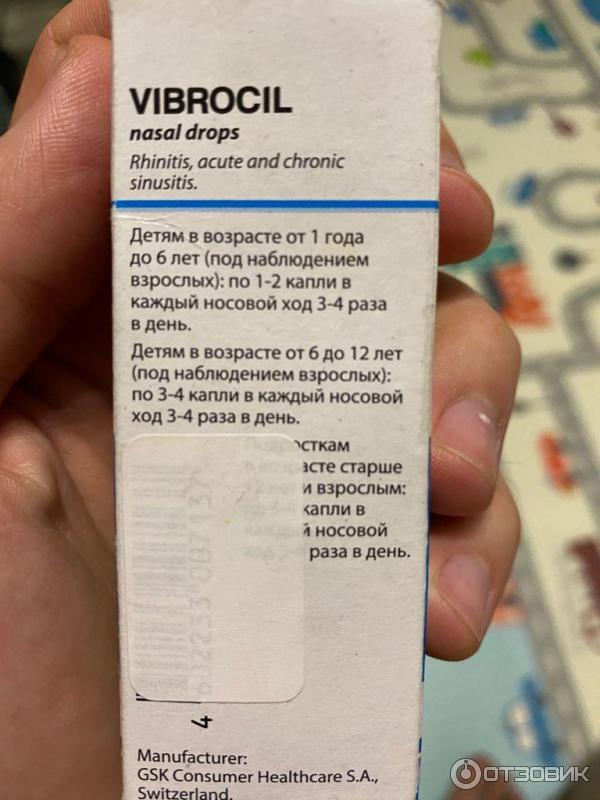 VIBROCIL
nasal drops
Rhinitis, acute and chronic
sinusitis.
Детям в возрасте от 1 года
до 6 лет (под наблюдением
взрослых): по 1-2 капли в
каждый носовой ход 3-4 раза
в день.
Детям в возрасте от 6 до 12 лет
(под наблюдением взрослых):
по 3-4 капли в каждый носовой
ход 3-4 раза в день.
Подросткам
в возрасте старше
и взрослым:
капли в
каждый носовой
раза в день.
4
Manufacturer:
GSK Consumer Healthcare S.A.,
Switzerland.
ОТЗОВИК